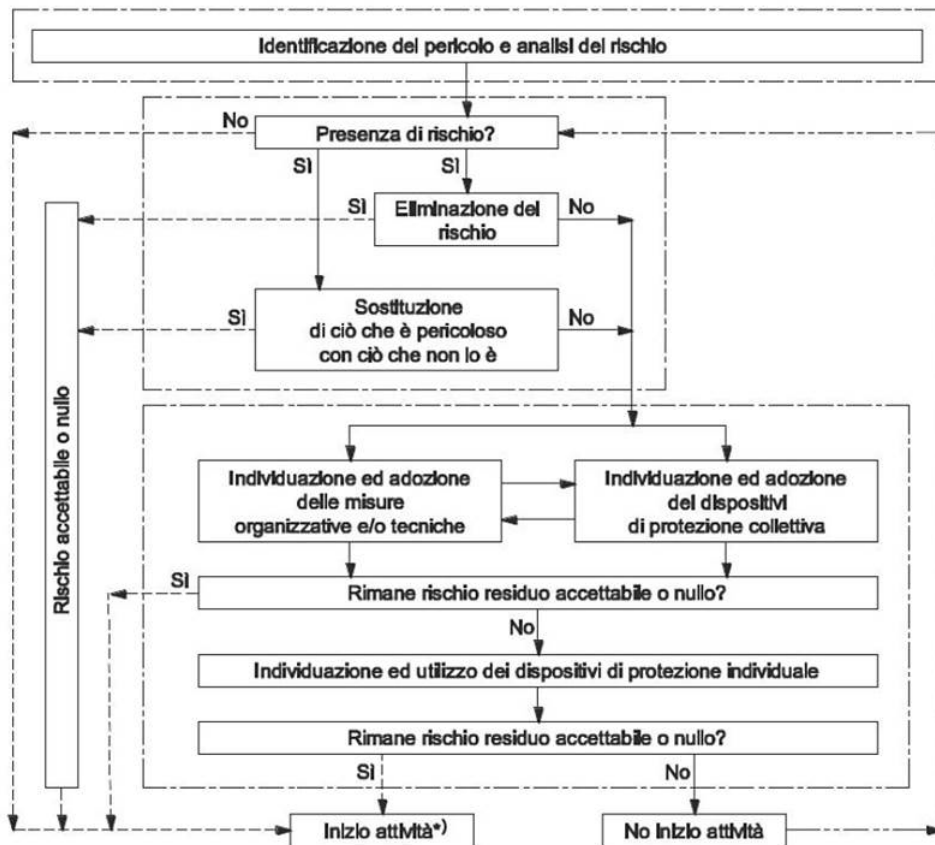 Identificazione del pericolo e analisi del rischio
No
Presenza di rischio?
Sì
Sì
Sì
Eliminazione del
rischio
No
Sì
Sostituzione
di ciò che è pericoloso
con ciò che non lo è
No
Rischio accettabile o nullo
Individuazione ed adozione
delle misure
organizzative e/o tecniche
Individuazione ed adozione
dei dispositivi
di protezione collettiva
Sì
Rimane rischio residuo accettabile o nullo?
No
Individuazione ed utilizzo dei dispositivi di protezione individuale
Rimane rischio residuo accettabile o nullo?
Sì
No
Inizio attività*)
No inizio attività